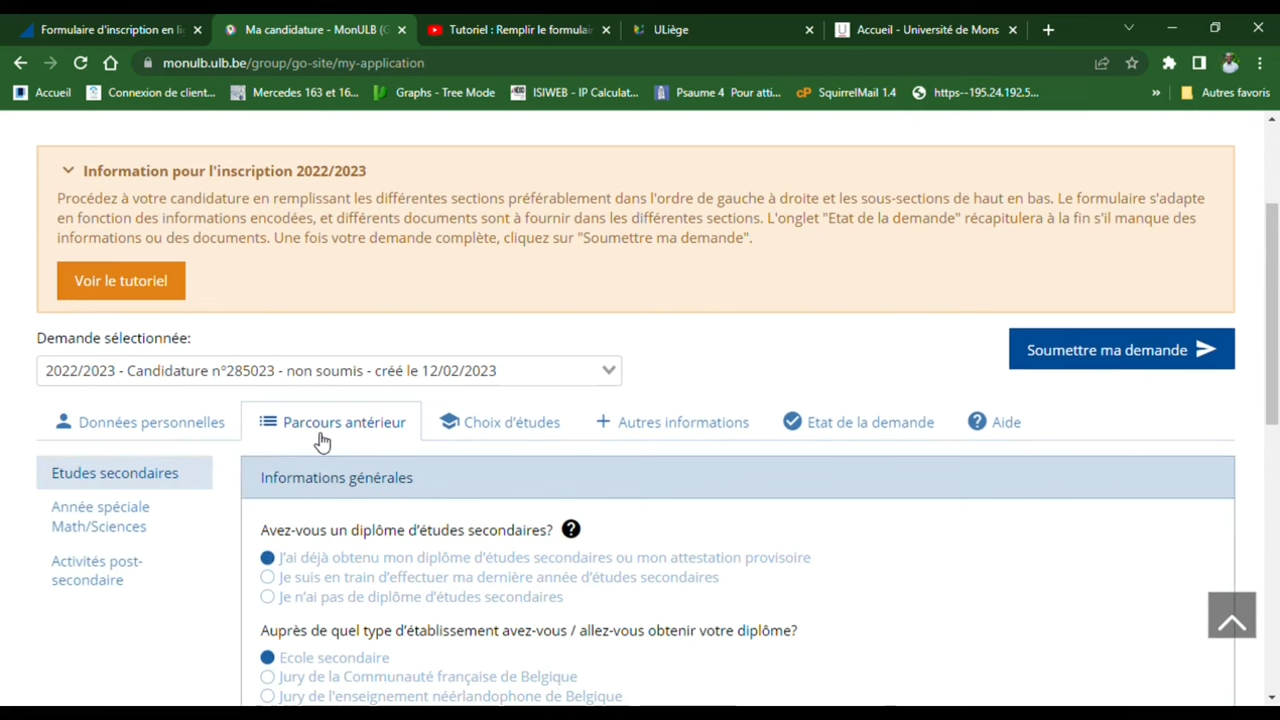 Formulaire d'inscription en li
Ma candidature - MonULB (G
Tutoriel : Remplir le formulair
ULiège
Accueil - Université de Mons
monulb.ulb.be/group/go-site/my-application
Accueil
Connexion de client...
Mercedes 163 et 16...
Graphs - Tree Mode
ISIWEB - IP Calculat...
Psaume 4 Pour atti...
SquirrelMail 1.4
https--195.24.192.5...
»
Autres favoris
Information pour l'inscription 2022/2023
Procédez à votre candidature en remplissant les différentes sections préférablement dans l'ordre de gauche à droite et les sous-sections de haut en bas. Le formulaire s'adapte
en fonction des informations encodées, et différents documents sont à fournir dans les différentes sections. L'onglet "Etat de la demande" récapitulera à la fin s'il manque des
informations ou des documents. Une fois votre demande complète, cliquez sur "Soumettre ma demande".
Voir le tutoriel
Demande sélectionnée:
Soumettre ma demande
2022/2023 - Candidature n°285023 - non soumis - créé le 12/02/2023
Données personnelles
Parcours antérieur
Choix d'études
Autres informations
Etat de la demande
Aide
Etudes secondaires
Année spéciale
Math/Sciences
Activités post-
secondaire
Informations générales
Avez-vous un diplôme d'études secondaires?
J'ai déjà obtenu mon diplôme d'études secondaires ou mon attestation provisoire
Je suis en train d'effectuer ma dernière année d'études secondaires
Je n'ai pas de diplôme d'études secondaires
Auprès de quel type d'établissement avez-vous / allez-vous obtenir votre diplôme?
Ecole secondaire
Jury de la Communauté française de Belgique
Jury de l'enseignement néérlandophone de Belgique